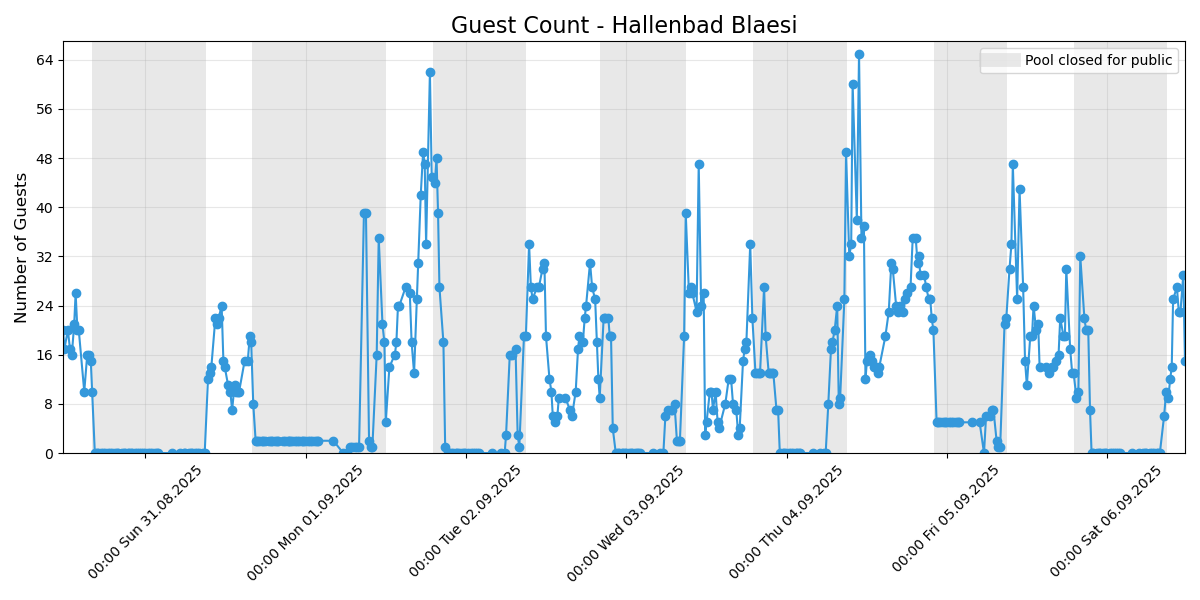 Guest Count - Hallenbad Blaesi
Pool closed for public
Number of Guests
64
56
48
40
32
24
16
8
0
00:00 Sun 31.08.2025
00:00 Mon 01.09.2025
00:00 Tue 02.09.2025
00:00 Wed 03.09.2025
00:00 Thu 04.09.2025
00:00 Fri 05.09.2025
00:00 Sat 06.09.2025